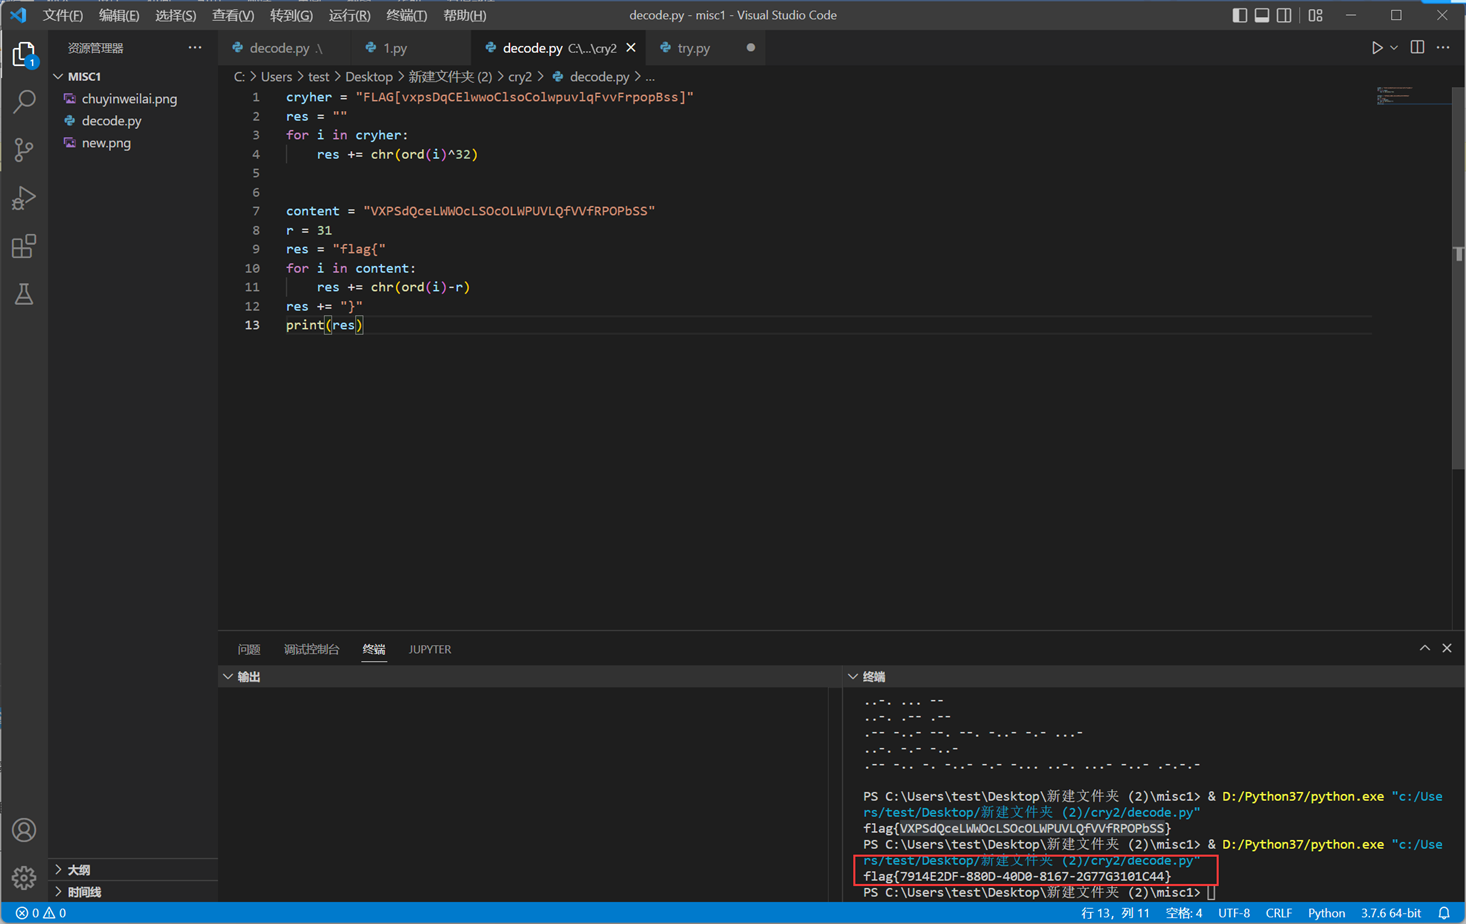 文件(F) 编辑(E) 选择(S) 查看(V) 转到(G) 运行(R) 终端(T) 帮助(H) decode.py - misc1 - Visual Studio Code
资源管理器 ··· decode.py .\ 1.py decode.py C:\...\cry2 try.py
MISC1
chuyinweilai.png
decode.py
new.png
C: > Users > test > Desktop > 新建文件夹 (2) > cry2 > decode.py > ...
1 cryher = "FLAG[vxpsDqCElwwoClsoColwpuvlqFvvFrpopBss]"
2 res = ""
3 for i in cryher:
4 res += chr(ord(i)^32)
5
6
7 content = "VXPSdQceLWWOcLSOcOLWPUVLQfVVfRPOPbSS"
8 r = 31
9 res = "flag{"
10 for i in content:
11 res += chr(ord(i)-r)
12 res += "}"
13 print(res)
1
问题 调试控制台 终端 JUPYTER
输出
终端
..-. ... --
..-. .-- .--
.-- -..- --. --. -..- -.- ...-
..-. -.- -..-
.-- -.. -. -..- -.- -... ..-. ...- -..- .-.-.-
PS C:\Users\test\Desktop\新建文件夹 (2)\misc1> & D:/Python37/python.exe "c:/Use
rs/test/Desktop/新建文件夹 (2)/cry2/decode.py"
flag{VXPSdQceLWWOcLSOcOLWPUVLQfVVfRPOPbSS}
PS C:\Users\test\Desktop\新建文件夹 (2)\misc1> & D:/Python37/python.exe "c:/Use
rs/test/Desktop/新建文件夹 (2)/cry2/decode.py"
flag{7914E2DF-880D-40D0-8167-2G77G3101C44}
PS C:\Users\test\Desktop\新建文件夹 (2)\misc1>
大纲
时间线
0 0 行 13，列 11 空格: 4 UTF-8 CRLF Python 3.7.6 64-bit